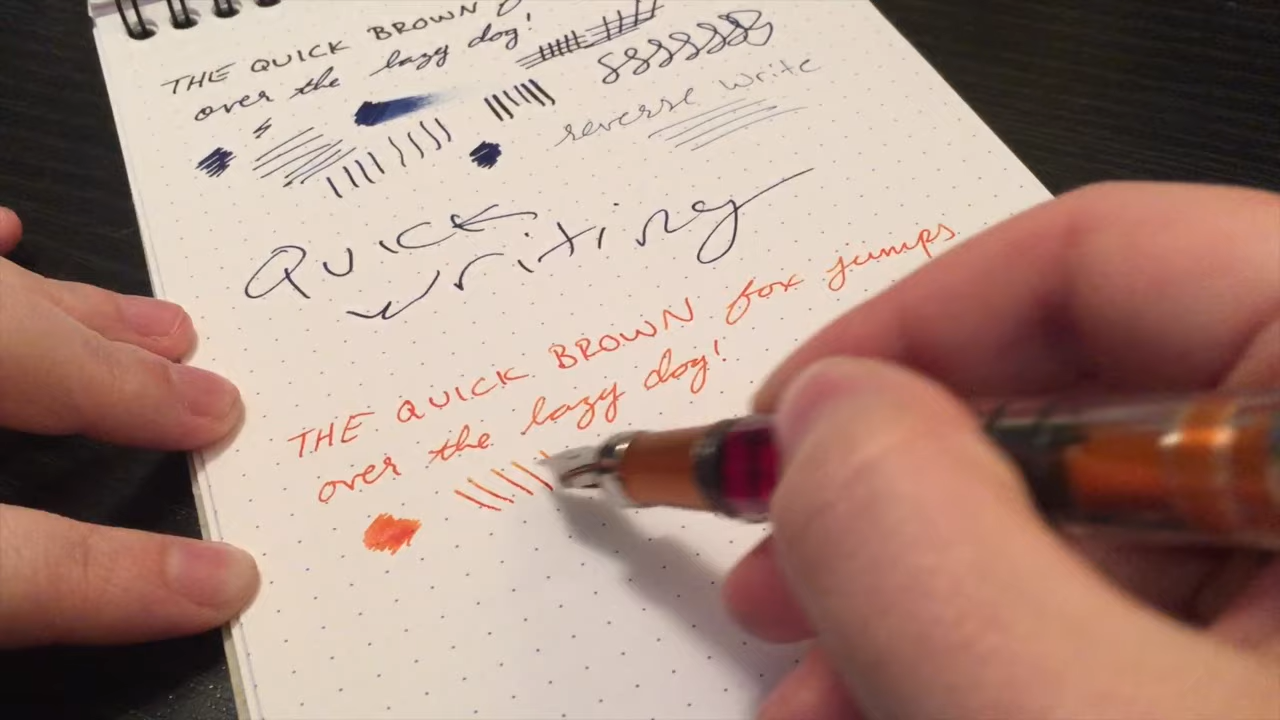 THE QUICK BROWN
over the lazy dog!
reverse write
Quick
writing
THE QUICK BROWN fox jumps
over the lazy dog!